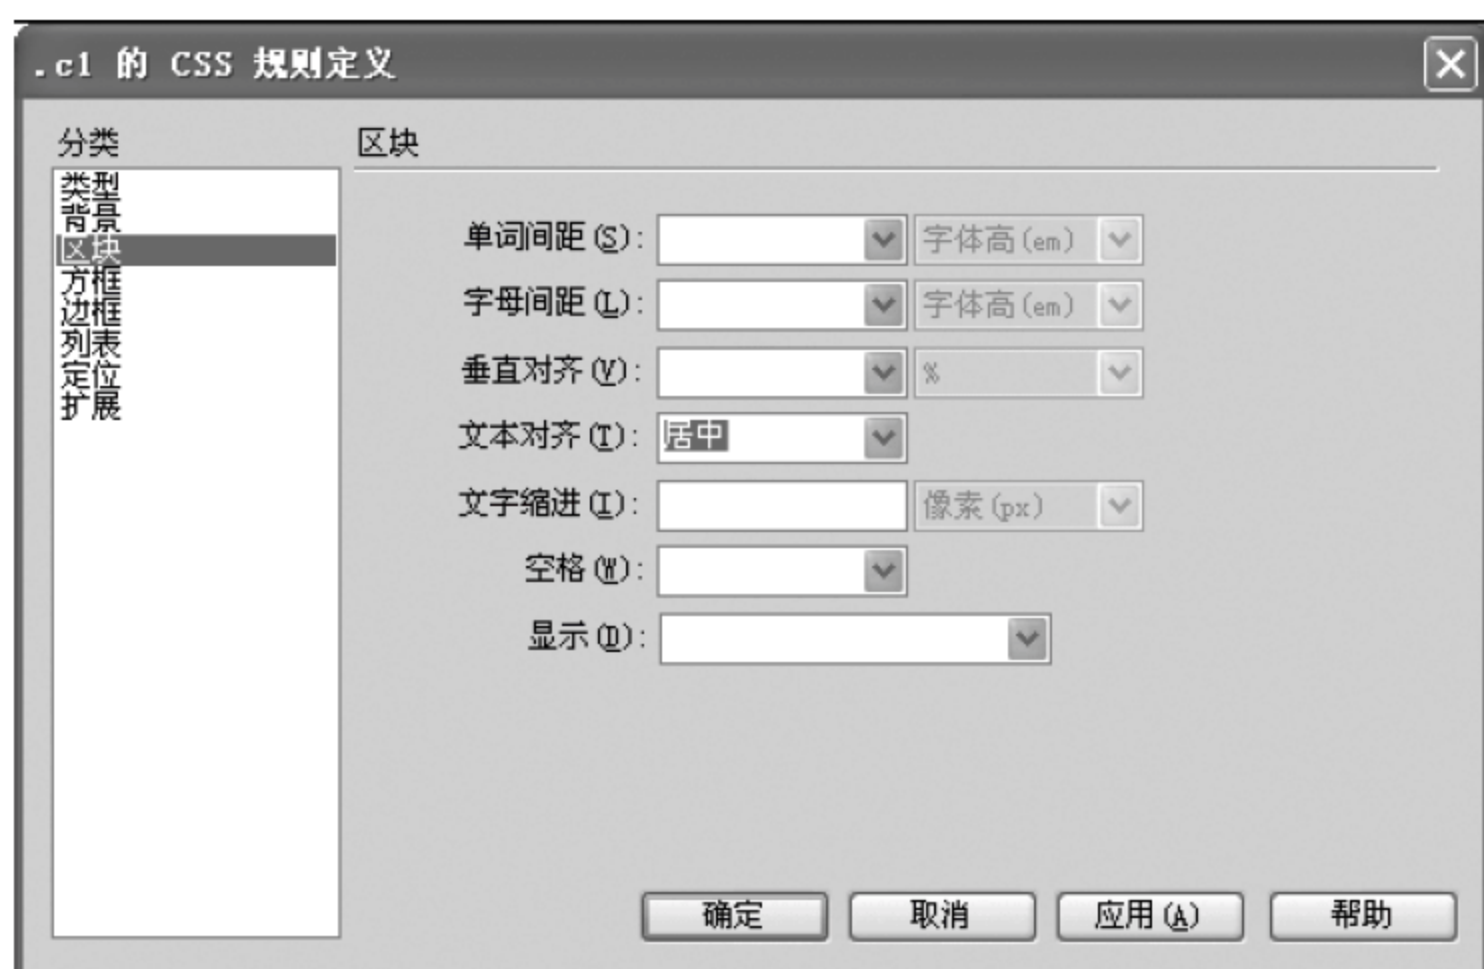 .c1 的 CSS 规则定义
分类
类型
背景
区块
方框
边框
列表
定位
扩展
区块
单词间距(S): 字体高(em)
字母间距(L): 字体高(em)
垂直对齐(V): %
文本对齐(T): 居中
文字缩进(I): 像素(px)
空格(W):
显示(D):
确定 取消 应用(A) 帮助